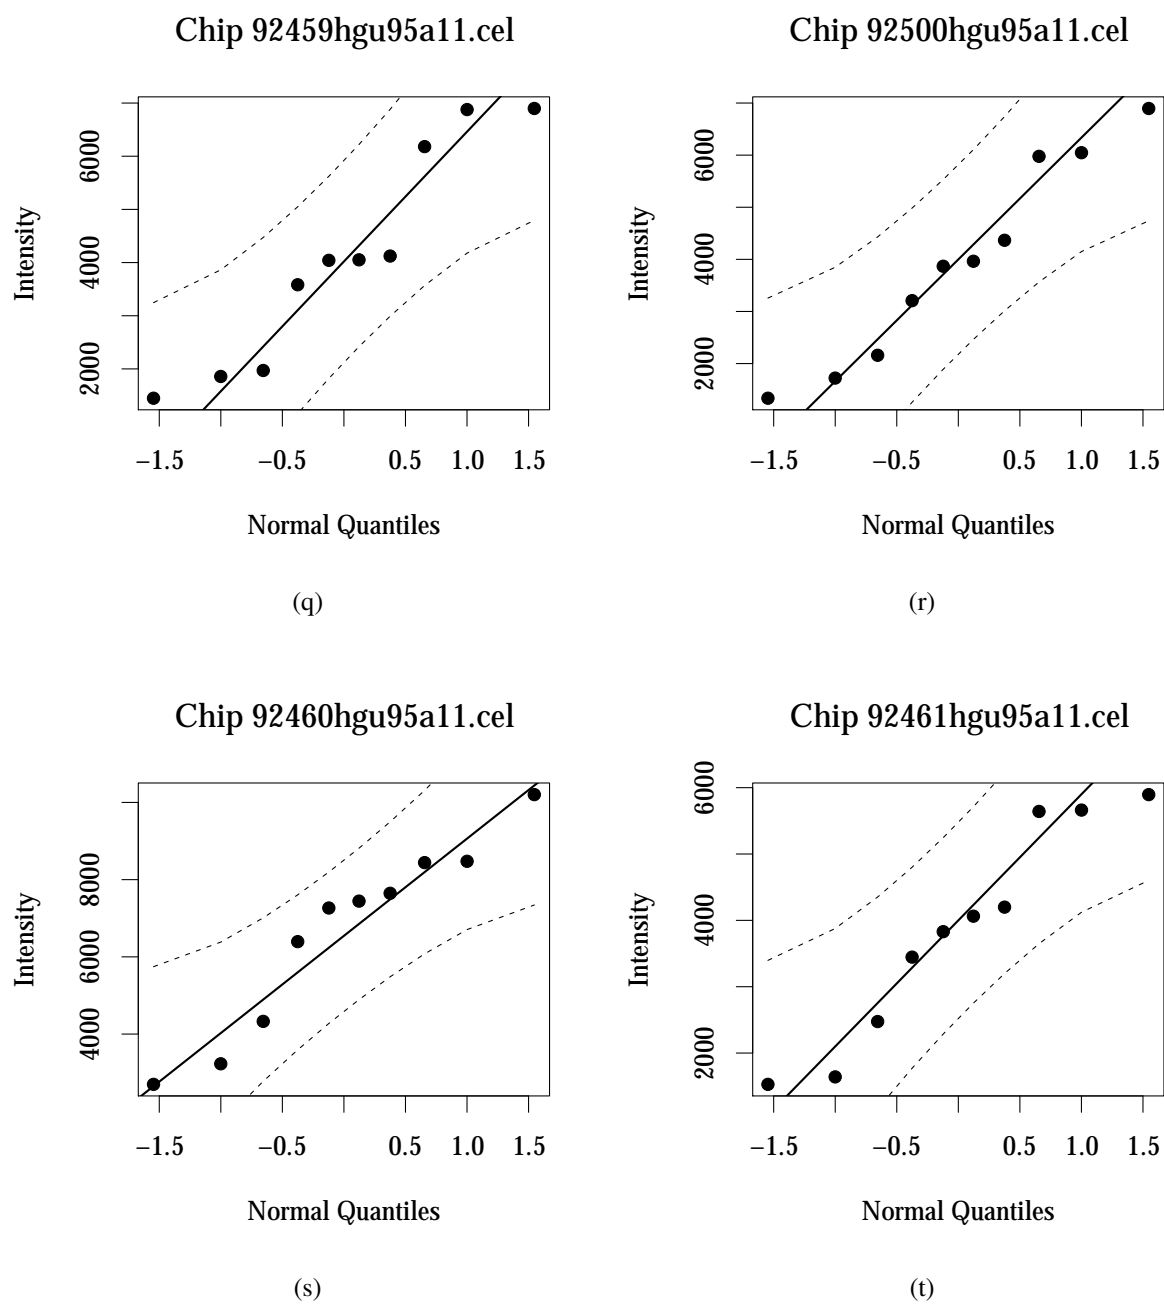 Chip 92459hgu95a11.cel
Intensity
6000
4000
2000
−1.5 −0.5 0.5 1.0 1.5
Normal Quantiles
(q)
Chip 92500hgu95a11.cel
Intensity
6000
4000
2000
−1.5 −0.5 0.5 1.0 1.5
Normal Quantiles
(r)
Chip 92460hgu95a11.cel
Intensity
8000
6000
4000
−1.5 −0.5 0.5 1.0 1.5
Normal Quantiles
(s)
Chip 92461hgu95a11.cel
Intensity
6000
4000
2000
−1.5 −0.5 0.5 1.0 1.5
Normal Quantiles
(t)